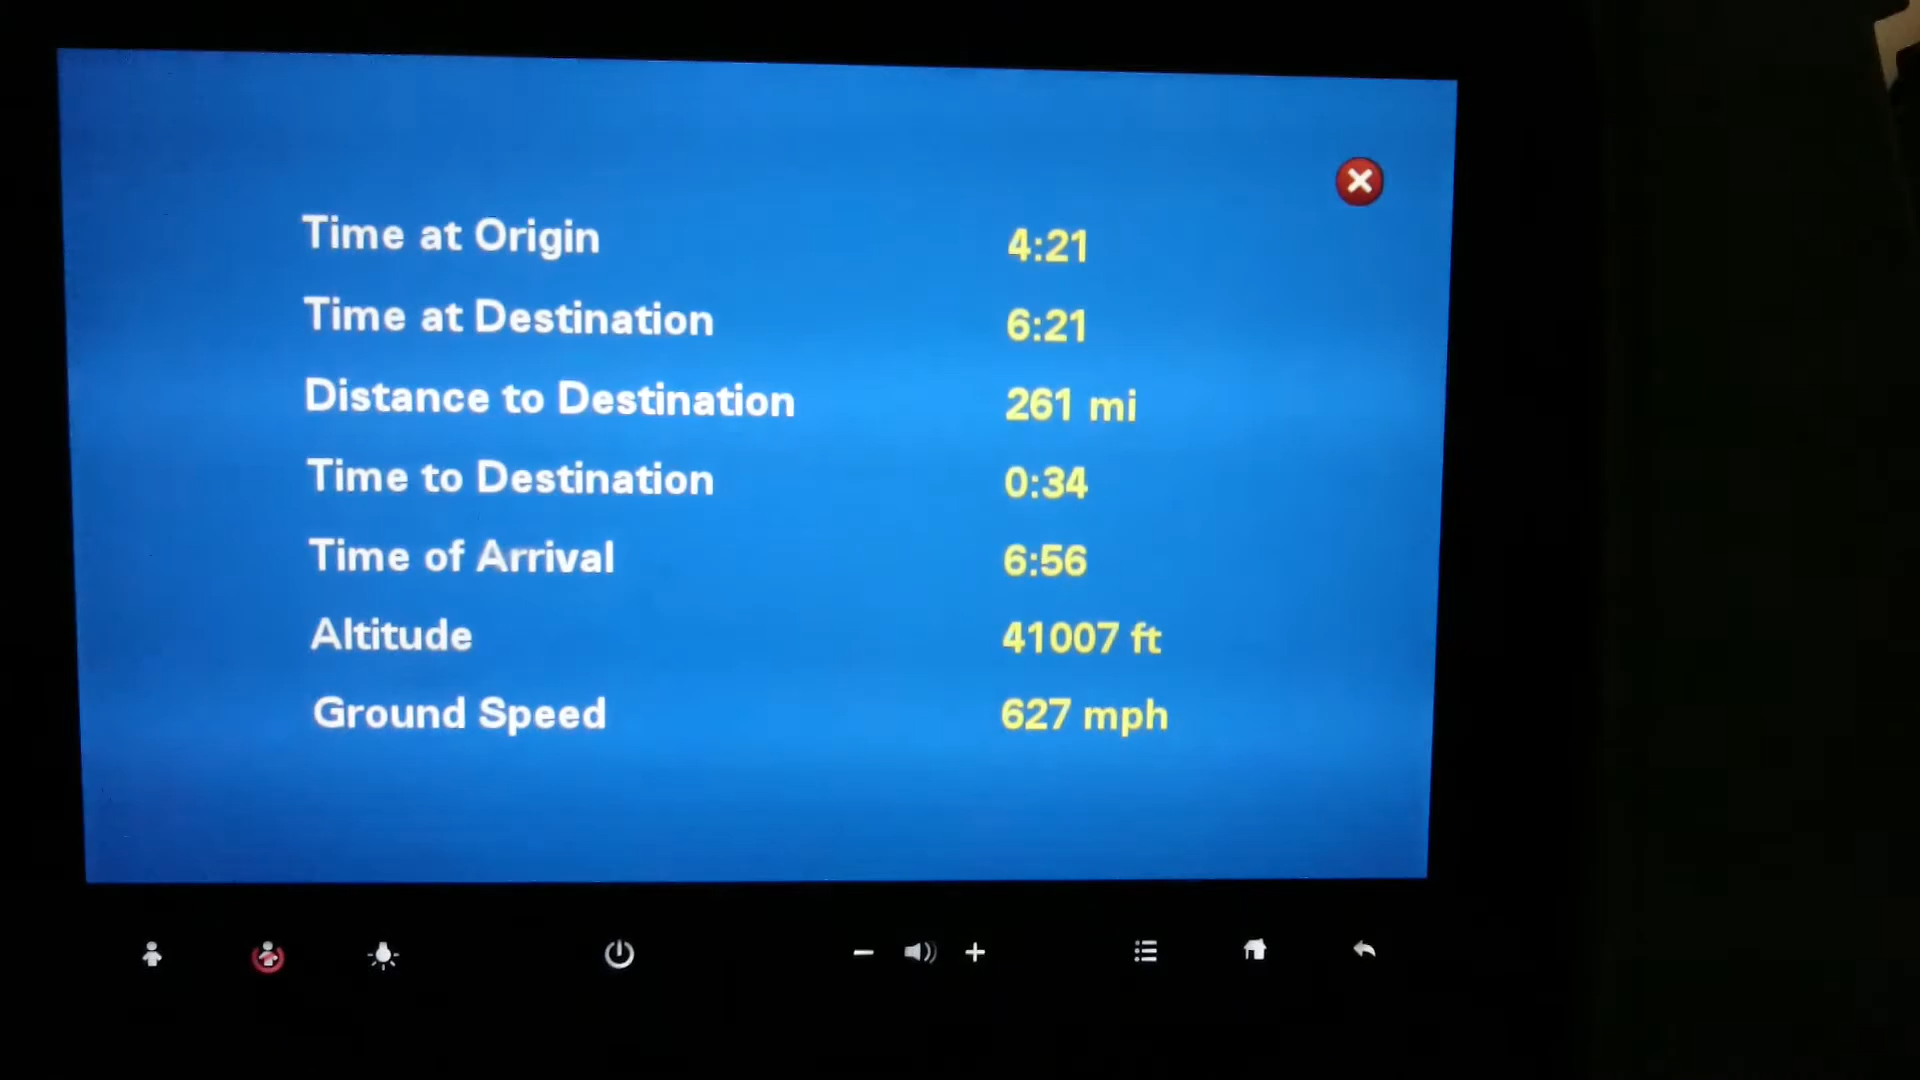 Time at Origin 4:21
Time at Destination 6:21
Distance to Destination 261 mi
Time to Destination 0:34
Time of Arrival 6:56
Altitude 41007 ft
Ground Speed 627 mph